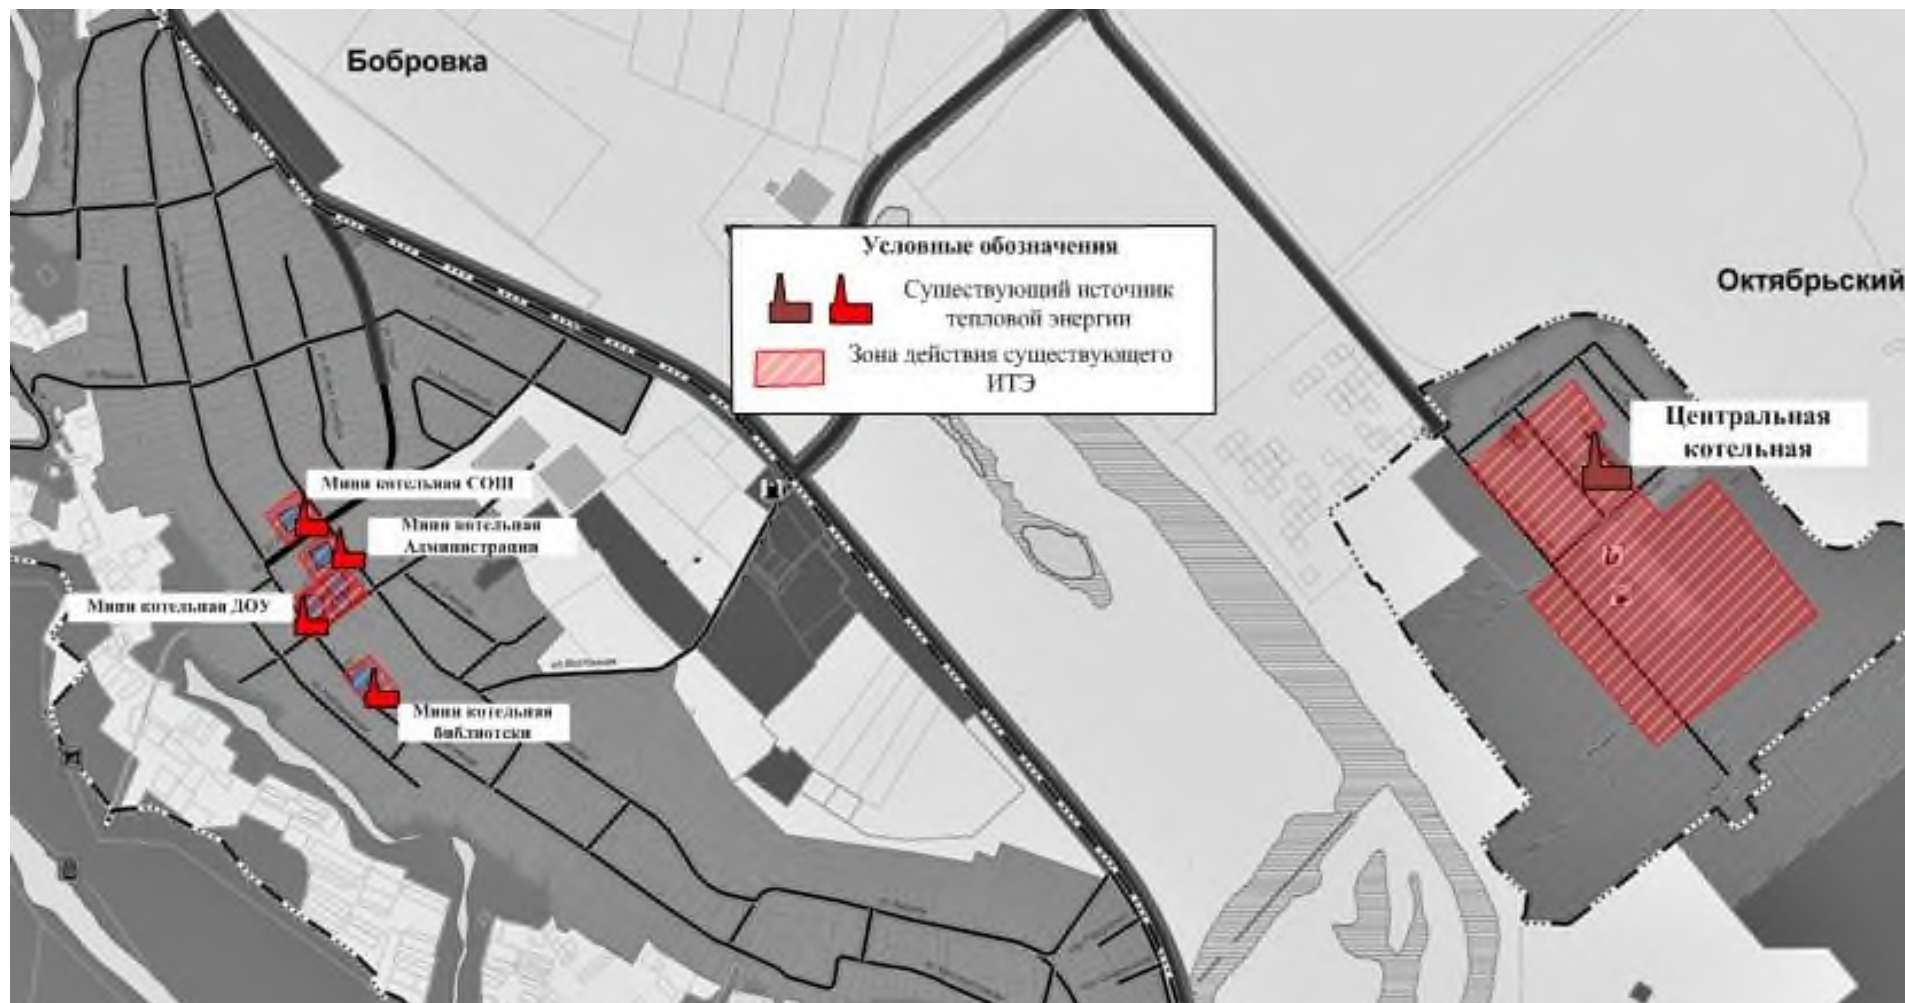 Бобровка
Условные обозначения
Существующий источник
тепловой энергии
Зона действия существующего
ИТЭ
Октябрьский
Центральная
котельная
Мини котельная СОШ
Мини котельная
Администрация
Мини котельная ДОУ
Мини котельная
библиотеки